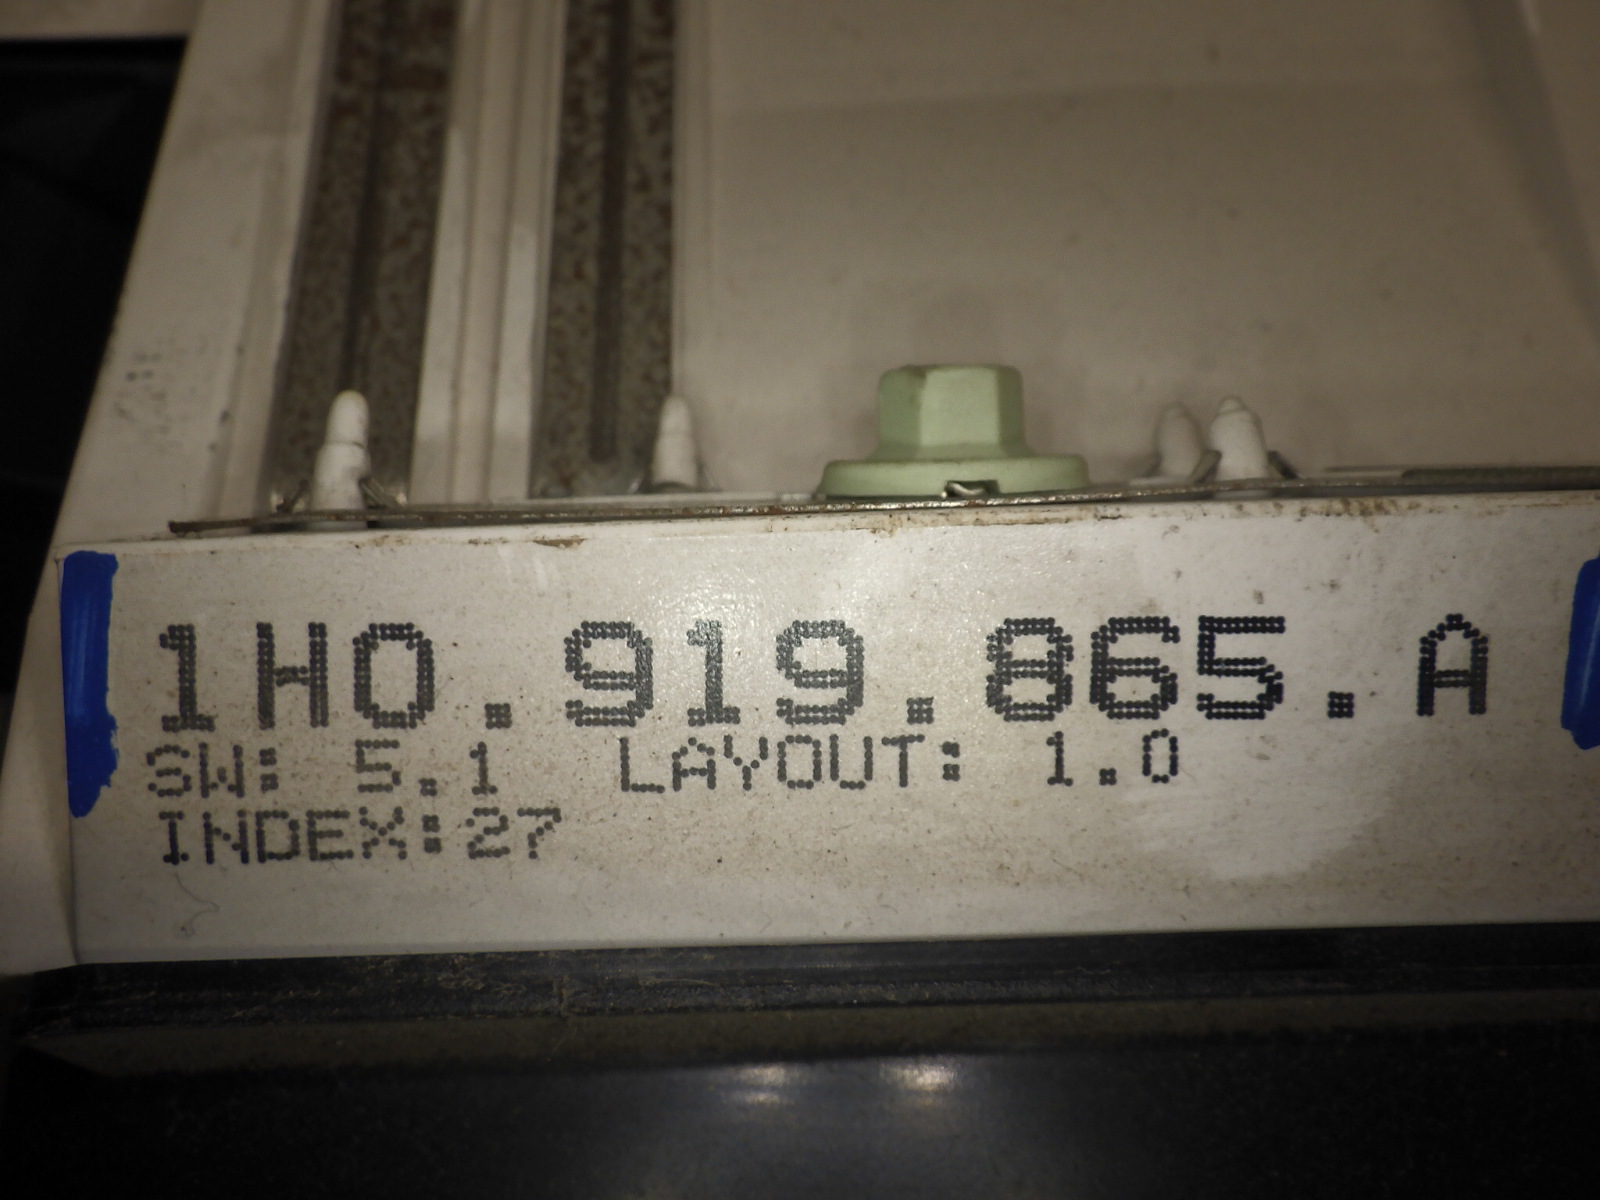 1H0.919.865.A
SW: 5.1 LAYOUT: 1.0
INDEX:27